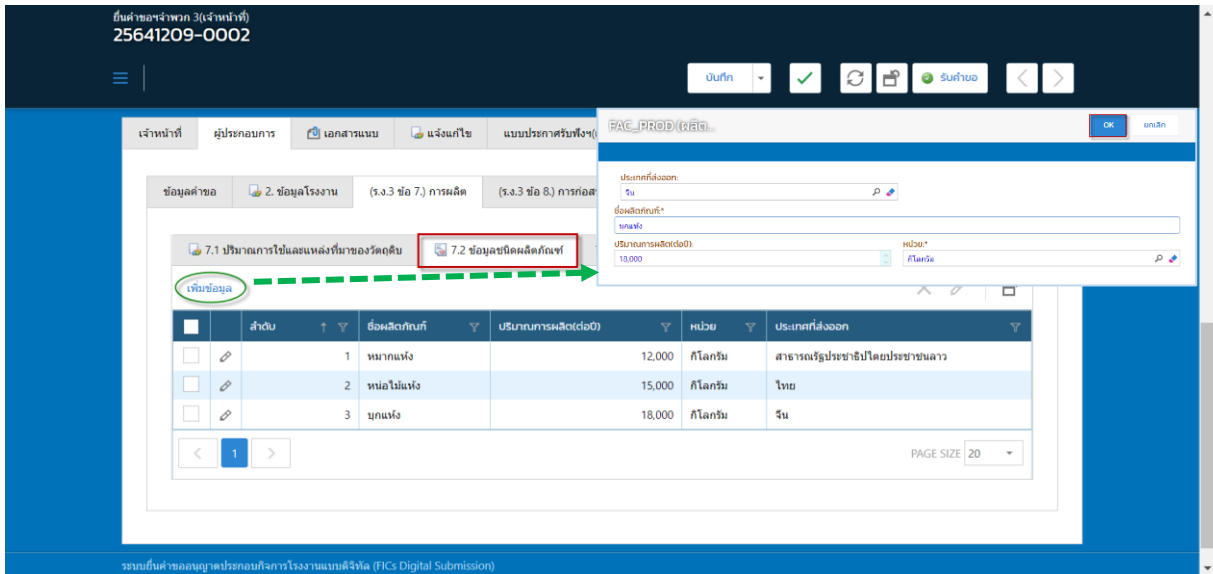 ยื่นคำขอฯจำพวก 3(เจ้าหน้าที่)
25641209-0002
บันทึก
รับคำขอ
เจ้าหน้าที่ ผู้ประกอบการ เอกสารแนบ แจ้งแก้ไข แบบประกาศรับฟังฯ(
FAC_PROD (ผลิต...
OK ยกเลิก
ข้อมูลคำขอ 2. ข้อมูลโรงงาน (ร.ง.3 ข้อ 7.) การผลิต (ร.ง.3 ข้อ 8.) การก่อส
ประเทศที่ส่งออก:
จีน
ชื่อผลิตภัณฑ์:*
บุกแห้ง
ปริมาณการผลิต(ต่อปี): หน่วย:*
18,000 กิโลกรัม
7.1 ปริมาณการใช้และแหล่งที่มาของวัตถุดิบ 7.2 ข้อมูลชนิดผลิตภัณฑ์
เพิ่มข้อมูล
ลำดับ ชื่อผลิตภัณฑ์ ปริมาณการผลิต(ต่อปี) หน่วย ประเทศที่ส่งออก
1 หมากแห้ง 12,000 กิโลกรัม สาธารณรัฐประชาธิปไตยประชาชนลาว
2 หน่อไม้แห้ง 15,000 กิโลกรัม ไทย
3 บุกแห้ง 18,000 กิโลกรัม จีน
1 PAGE SIZE 20
ระบบยื่นคำขออนุญาตประกอบกิจการโรงงานแบบดิจิทัล (FICs Digital Submission)